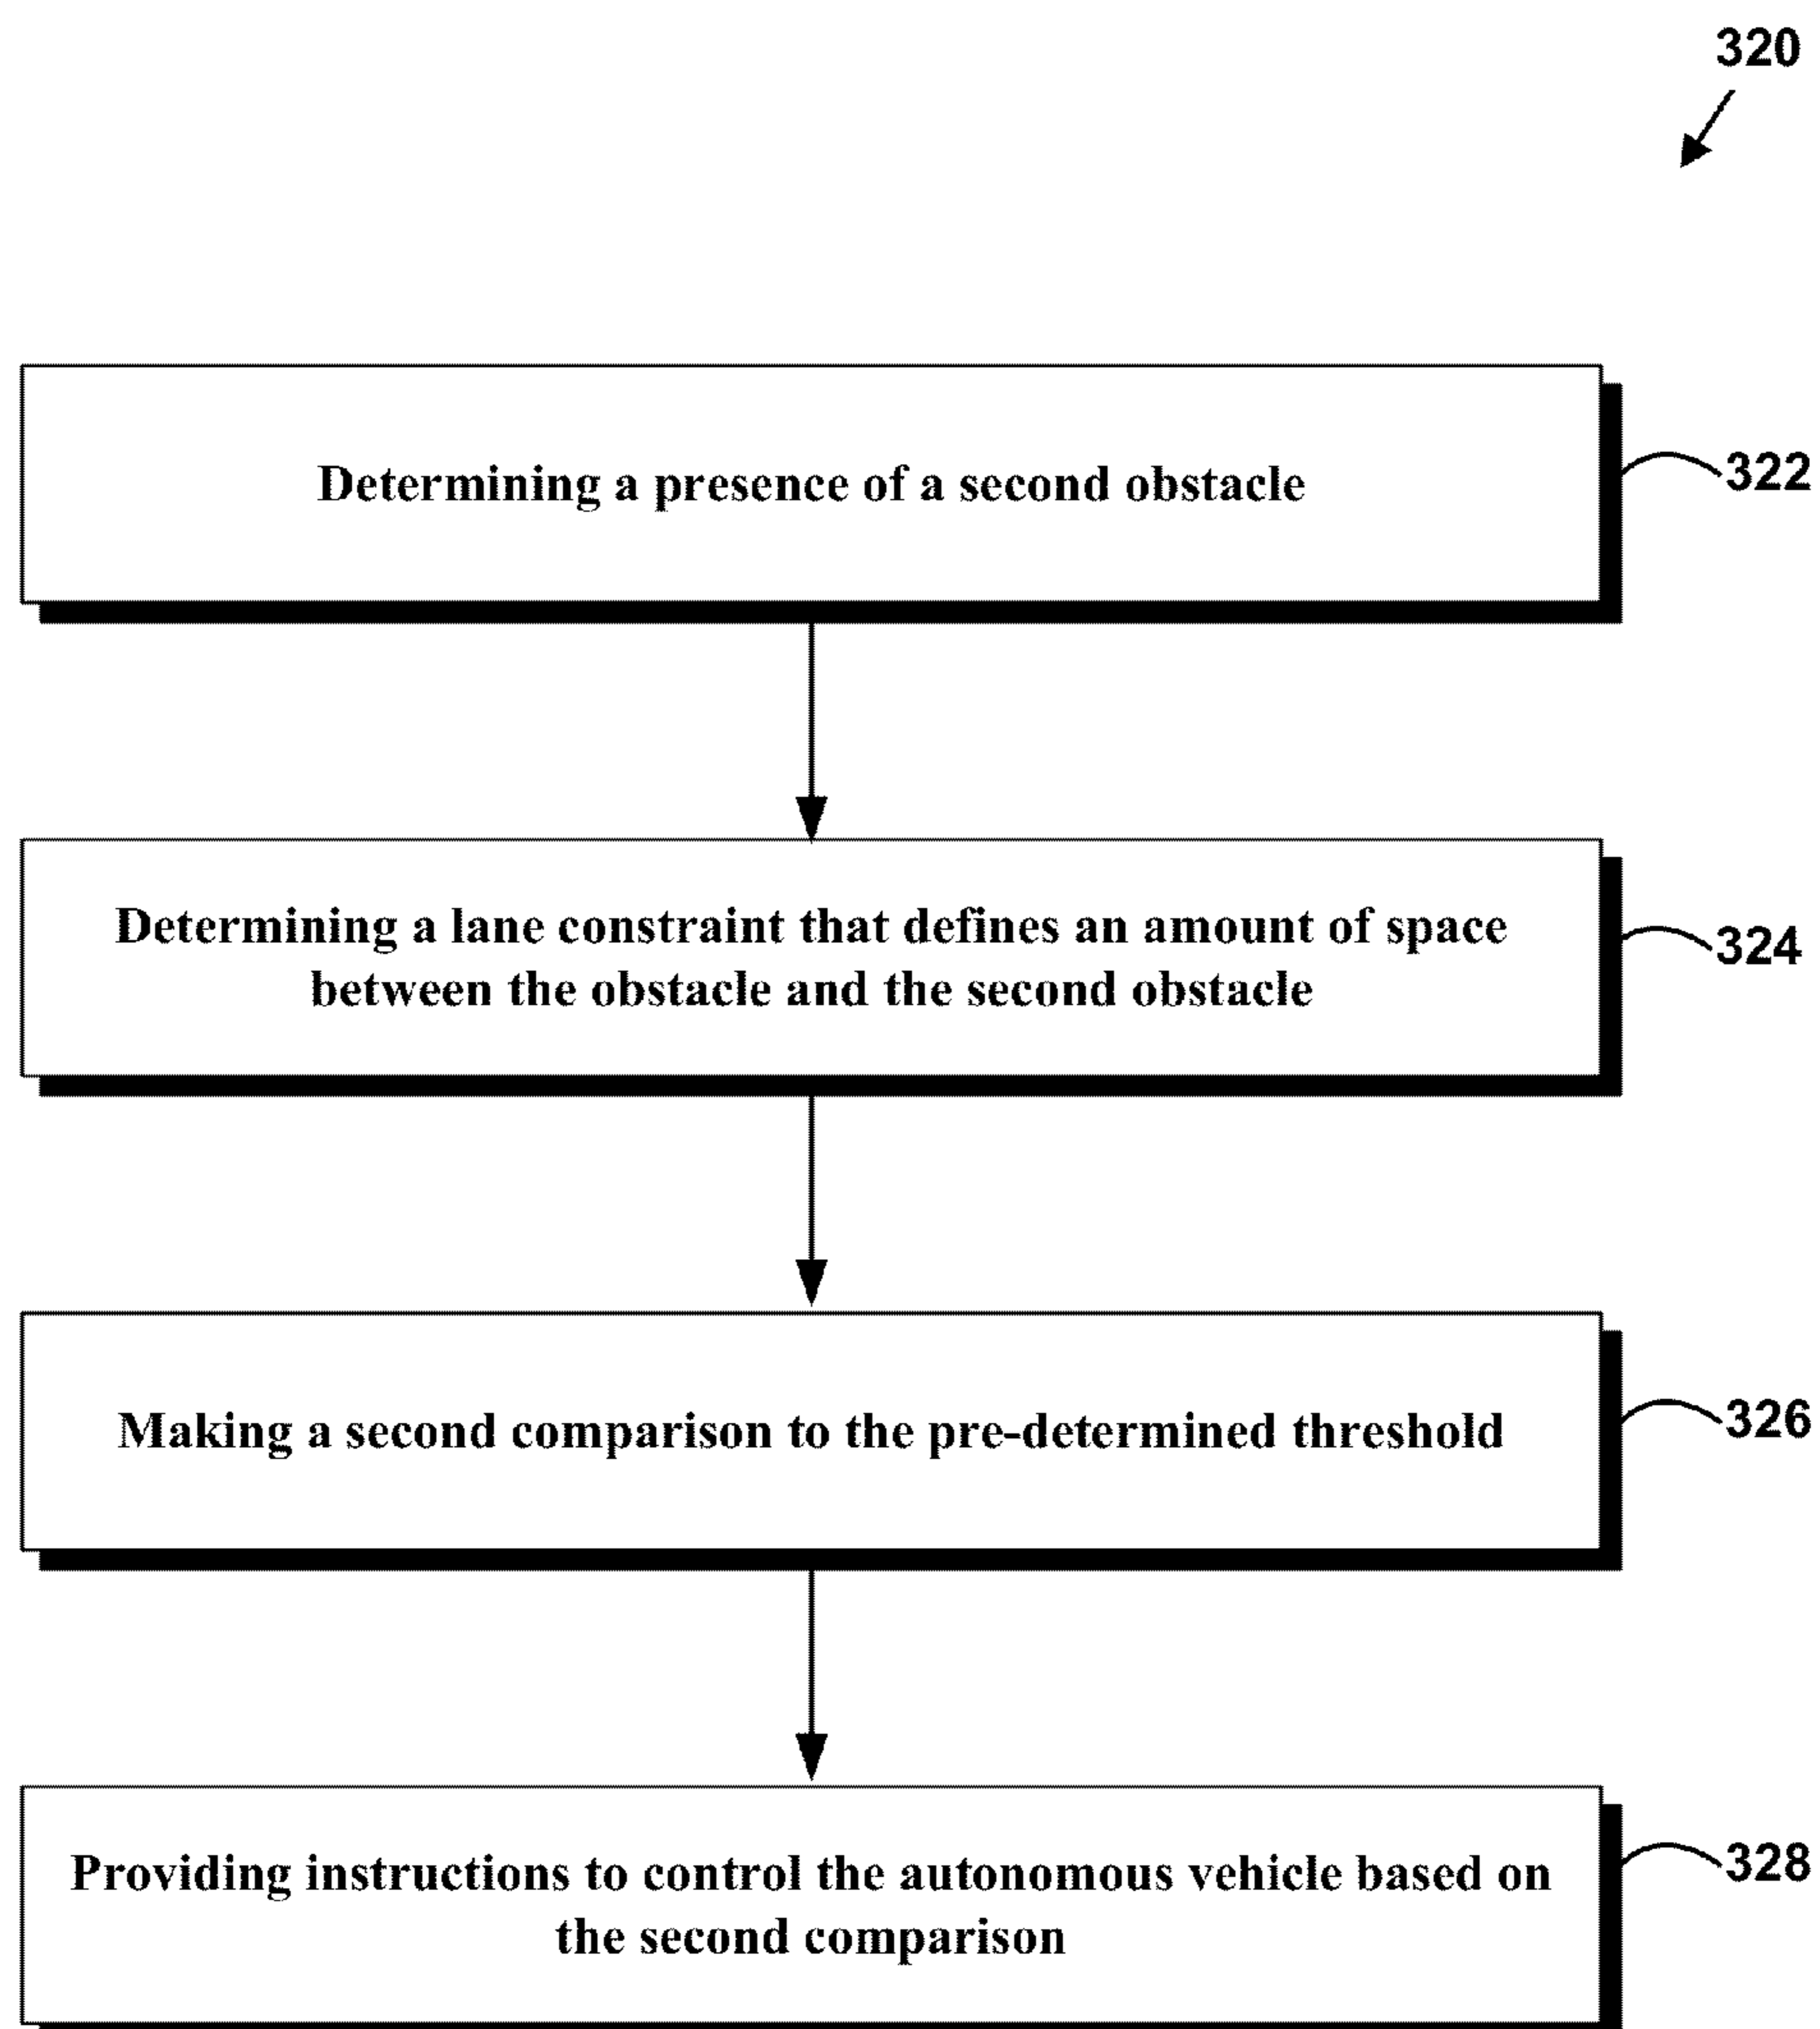 320
Determining a presence of a second obstacle
322
Determining a lane constraint that defines an amount of space
between the obstacle and the second obstacle
324
Making a second comparison to the pre-determined threshold
326
Providing instructions to control the autonomous vehicle based on
the second comparison
328